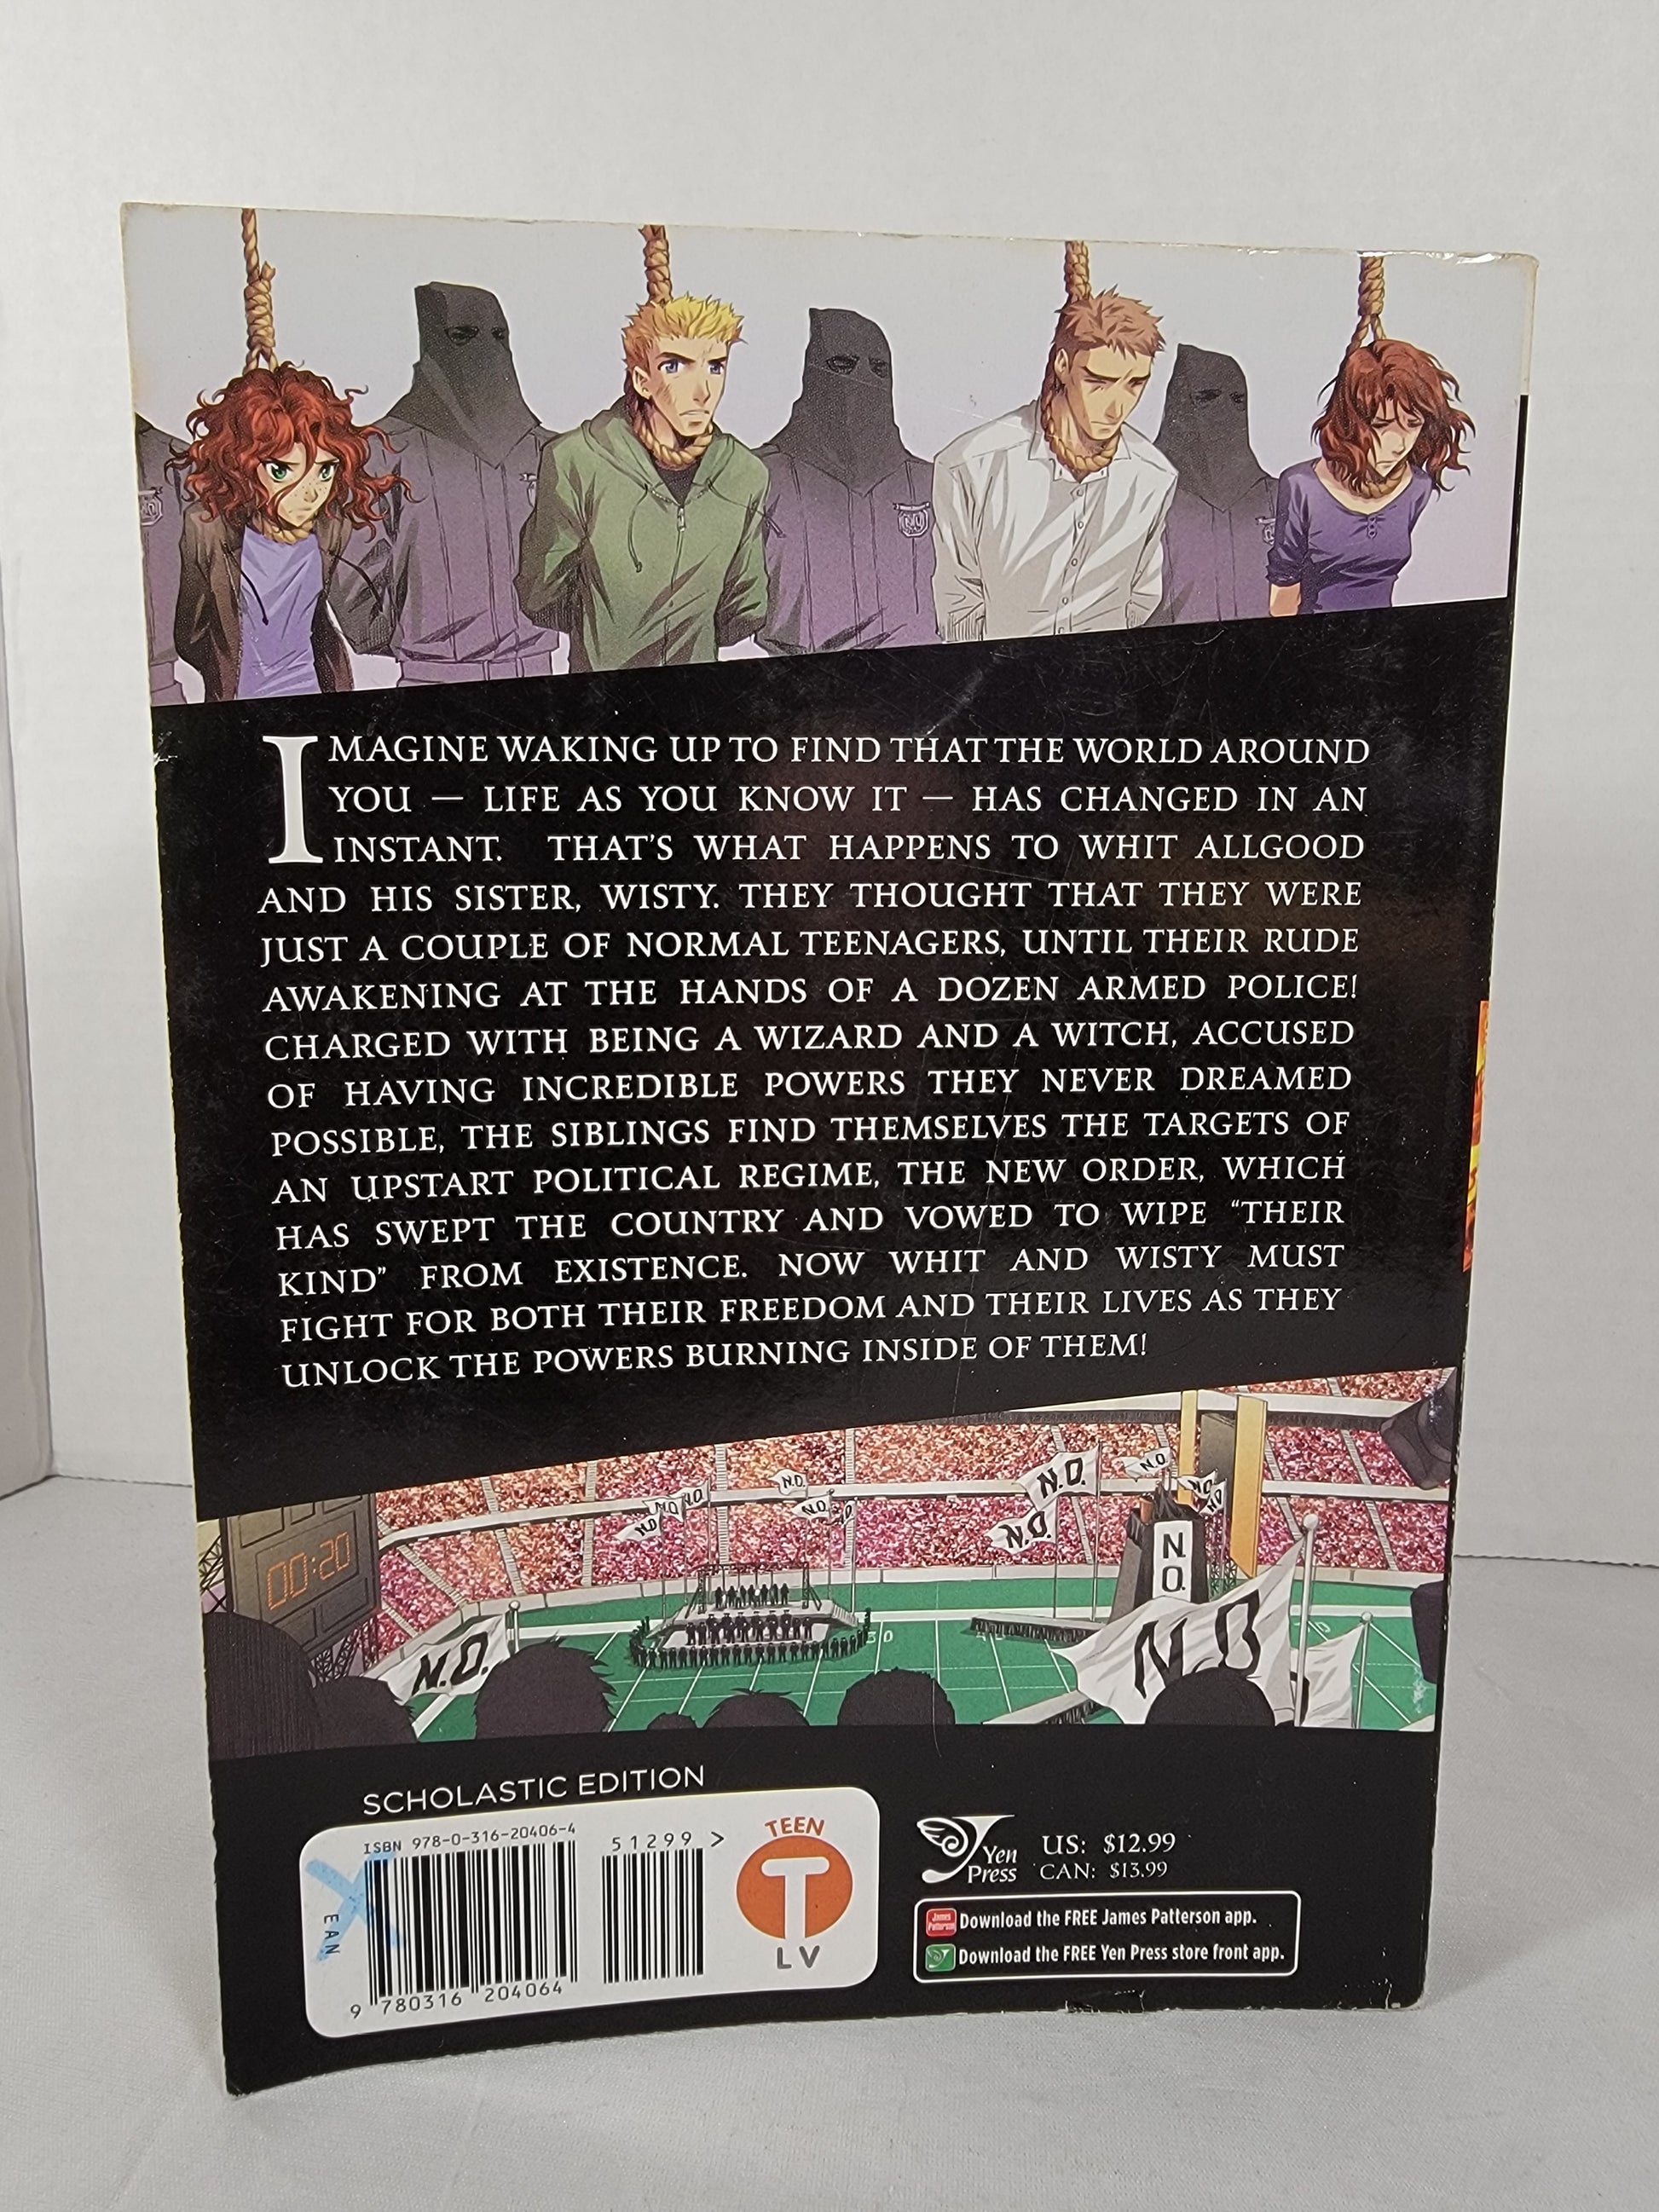 IMAGINE WAKING UP TO FIND THAT THE WORLD AROUND
YOU — LIFE AS YOU KNOW IT — HAS CHANGED IN AN
INSTANT. THAT'S WHAT HAPPENS TO WHIT ALLGOOD
AND HIS SISTER, WISTY. THEY THOUGHT THAT THEY WERE
JUST A COUPLE OF NORMAL TEENAGERS, UNTIL THEIR RUDE
AWAKENING AT THE HANDS OF A DOZEN ARMED POLICE!
CHARGED WITH BEING A WIZARD AND A WITCH, ACCUSED
OF HAVING INCREDIBLE POWERS THEY NEVER DREAMED
POSSIBLE, THE SIBLINGS FIND THEMSELVES THE TARGETS OF
AN UPSTART POLITICAL REGIME, THE NEW ORDER, WHICH
HAS SWEPT THE COUNTRY AND VOWED TO WIPE “THEIR
KIND” FROM EXISTENCE. NOW WHIT AND WISTY MUST
FIGHT FOR BOTH THEIR FREEDOM AND THEIR LIVES AS THEY
UNLOCK THE POWERS BURNING INSIDE OF THEM!
N.O.
N.O.
N.O.
N.O.
N.O.
N.O.
N.O.
N.O.
N.
O.
00:20
N.O.
N.O.
SCHOLASTIC EDITION
ISBN 978-0-316-20406-4
51299 >
EAN
9 780316 204064
TEEN
T
LV
Yen
Press
US: $12.99
CAN: $13.99
James
Patterson
Download the FREE James Patterson app.
Download the FREE Yen Press store front app.